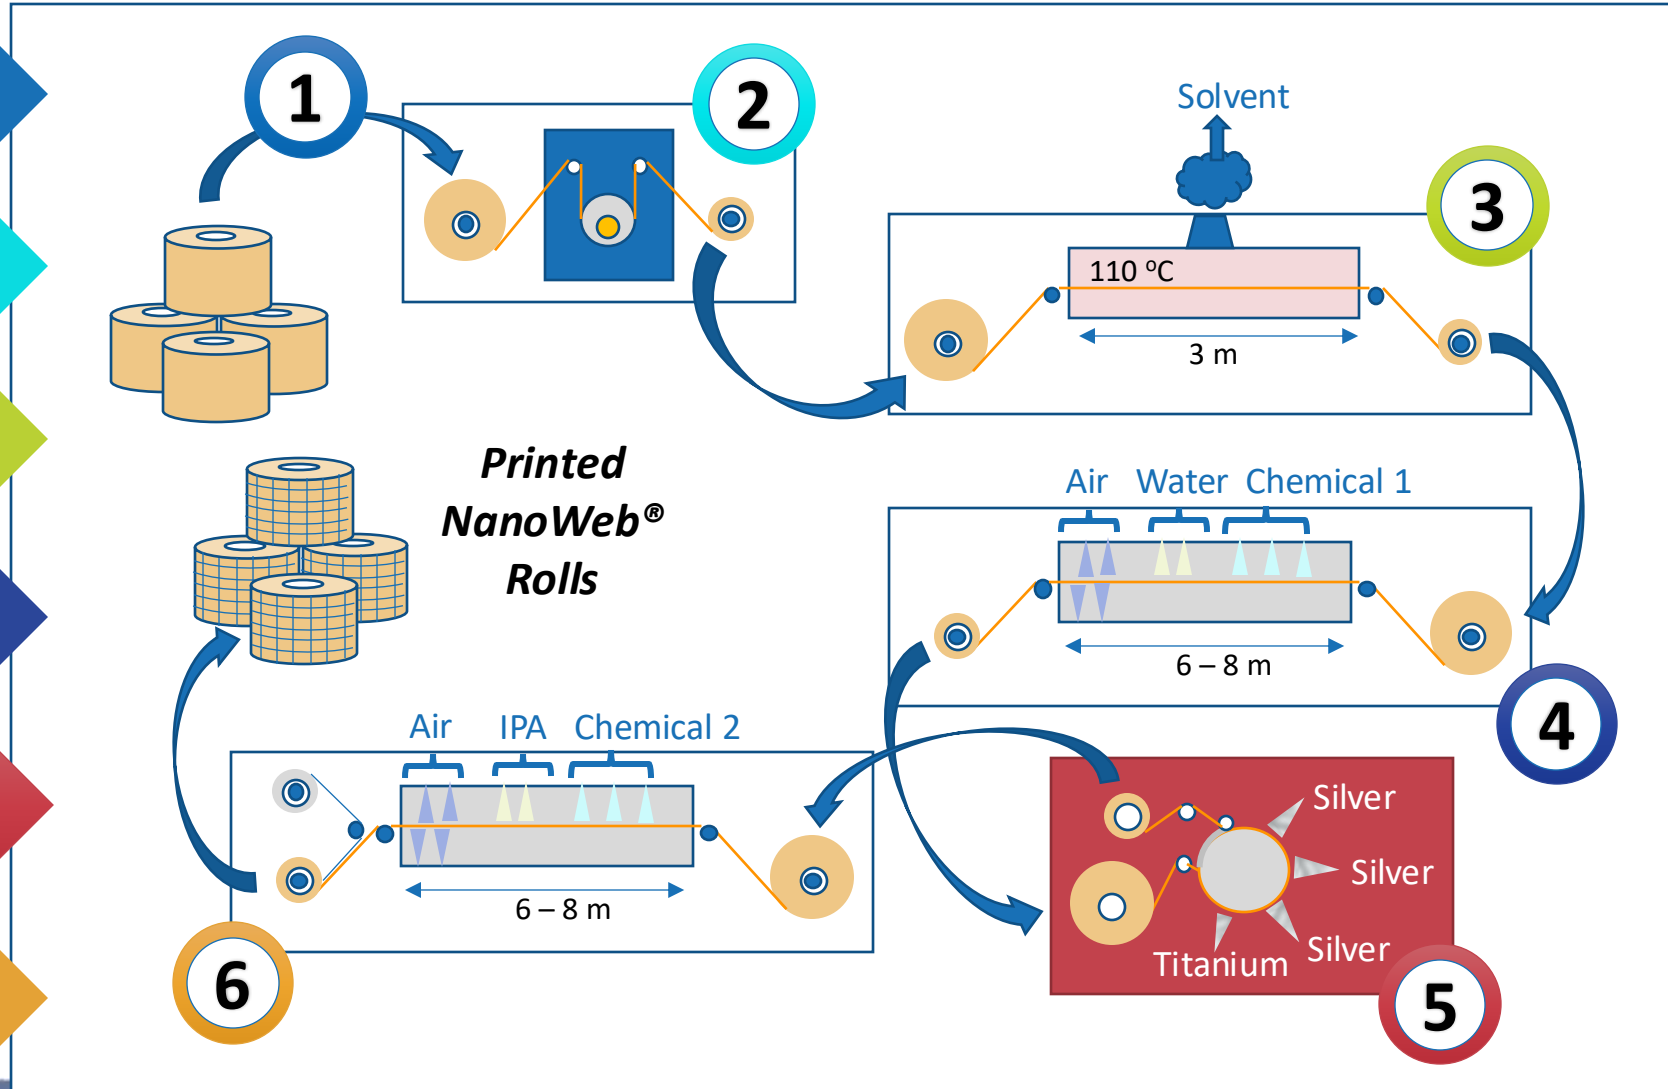 1
2
Solvent
3
110 ºC
3 m
Printed
NanoWeb®
Rolls
Air Water Chemical 1
6 – 8 m
4
Air IPA Chemical 2
6 – 8 m
6
Silver
Silver
Silver
Titanium
5